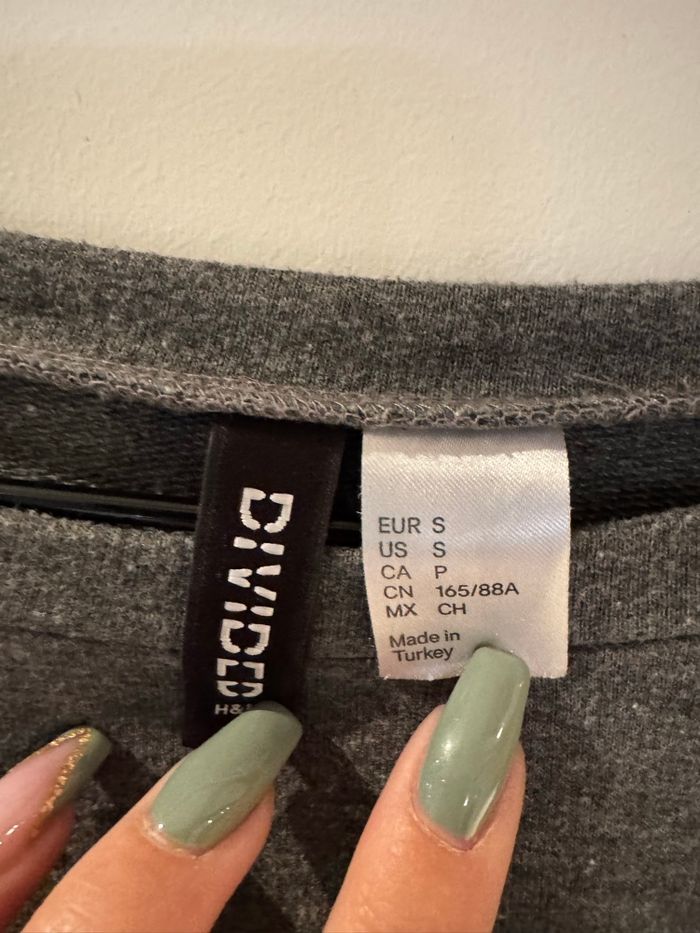 DIVIDED
H&
EUR S
US S
CA P
CN 165/88A
MX CH
Made in
Turkey